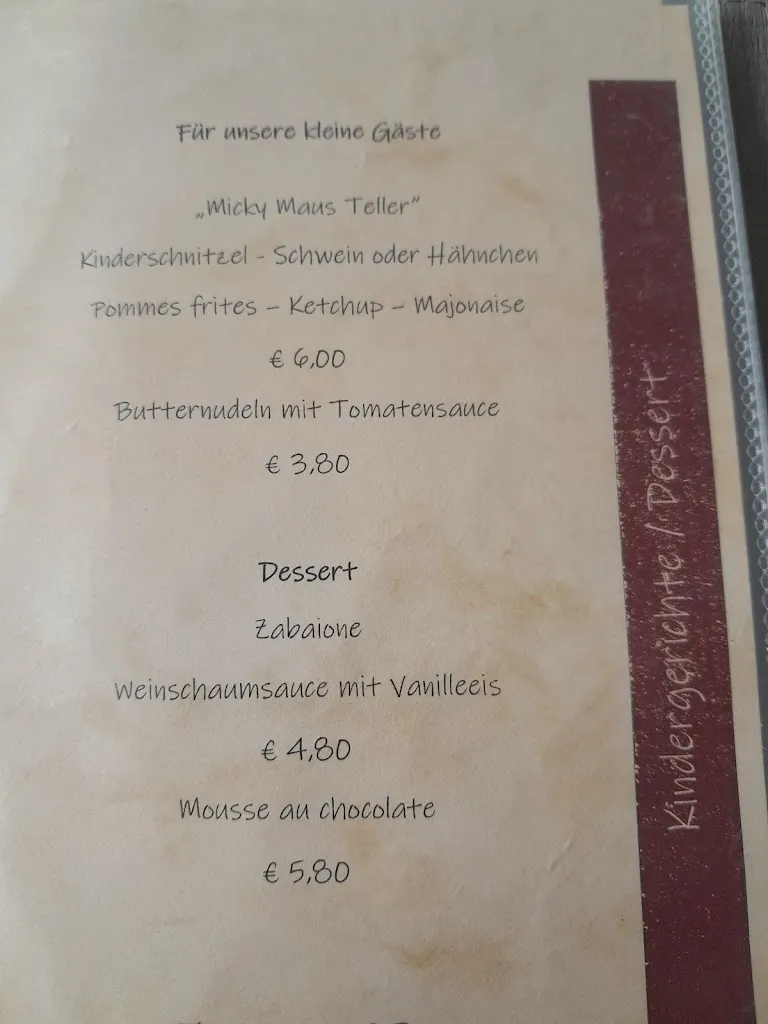 Für unsere kleine Gäste
„Micky Maus Teller”
Kinderschnitzel - Schwein oder Hähnchen
Pommes frites – Ketchup – Majonaise
€ 6,00
Butternudeln mit Tomatensauce
€ 3,80
Dessert
Zabaione
Weinschaumsauce mit Vanilleeis
€ 4,80
Mousse au chocolate
€ 5,80
Kindergerichte / Dessert